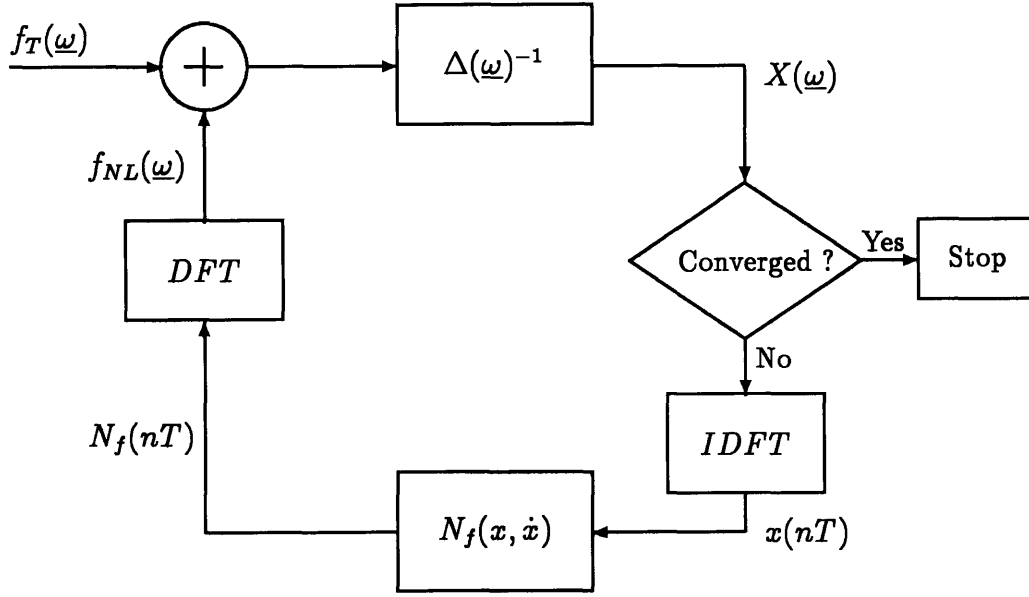 f_T(ω̲)
+
Δ(ω̲)⁻¹
X(ω̲)
f_NL(ω̲)
DFT
Converged ?
Yes
Stop
No
N_f(nT)
IDFT
N_f(x, ẋ)
x(nT)